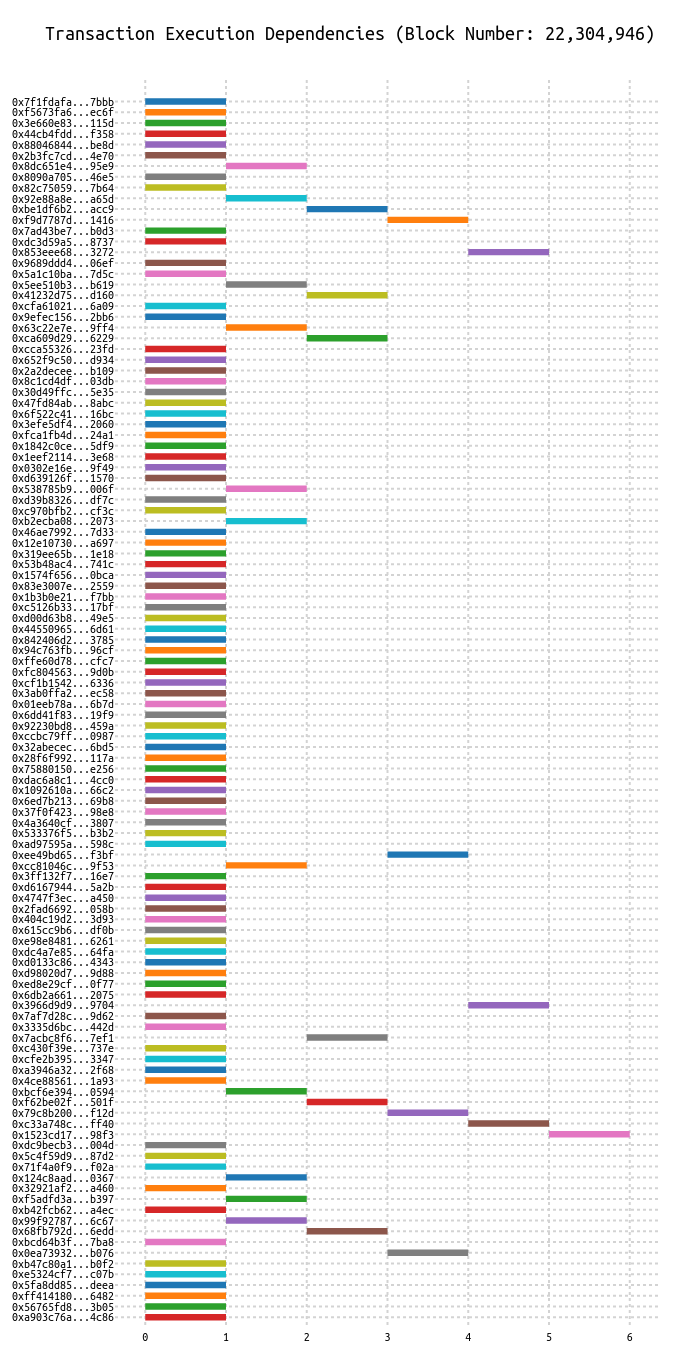 Transaction Execution Dependencies (Block Number: 22,304,946)
0x7f1fdafa...7bbb
0xf5673fa6...ec6f
0x3e660e83...115d
0x44cb4fdd...f358
0x88046844...be8d
0x2b3fc7cd...4e70
0x8dc651e4...95e9
0x8090a705...46e5
0x82c75059...7b64
0x92e88a8e...a65d
0xbe1df6b2...acc9
0xf9d7787d...1416
0x7ad43be7...b0d3
0xdc3d59a5...8737
0x853eee68...3272
0x9689ddd4...06ef
0x5a1c10ba...7d5c
0x5ee510b3...b619
0x41232d75...d160
0xcfa61021...6a09
0x9efec156...2bb6
0x63c22e7e...9ff4
0xca609d29...6229
0xcca55326...23fd
0x652f9c50...d934
0x2a2decee...b109
0x8c1cd4df...03db
0x30d49ffc...5e35
0x47fd84ab...8abc
0x6f522c41...16bc
0x3efe5df4...2060
0xfca1fb4d...24a1
0x1842c0ce...5df9
0x1eef2114...3e68
0x0302e16e...9f49
0xd639126f...1570
0x538785b9...006f
0xd39b8326...df7c
0xc970bfb2...cf3c
0xb2ecba08...2073
0x46ae7992...7d33
0x12e10730...a697
0x319ee65b...1e18
0x53b48ac4...741c
0x1574f656...0bca
0x83e3007e...2559
0x1b3b0e21...f7bb
0xc5126b33...17bf
0xd00d63b8...49e5
0x44550965...6d61
0x842406d2...3785
0x94c763fb...96cf
0xffe60d78...cfc7
0xfc804563...9d0b
0xcf1b1542...6336
0x3ab0ffa2...ec58
0x01eeb78a...6b7d
0x6dd41f83...19f9
0x92230bd8...459a
0xccbc79ff...0987
0x32abecec...6bd5
0x28f6f992...117a
0x75880150...e256
0xdac6a8c1...4cc0
0x1092610a...66c2
0x6ed7b213...69b8
0x37f0f423...98e8
0x4a3640cf...3807
0x533376f5...b3b2
0xad97595a...598c
0xee49bd65...f3bf
0xcc81046c...9f53
0x3ff132f7...16e7
0xd6167944...5a2b
0x4747f3ec...a450
0x2fad6692...058b
0x404c19d2...3d93
0x615cc9b6...df0b
0xe98e8481...6261
0xdc4a7e85...64fa
0xd0133c86...4343
0xd98020d7...9d88
0xed8e29cf...0f77
0x6db2a661...2075
0x3966d9d9...9704
0x7af7d28c...9d62
0x3335d6bc...442d
0x7acbc8f6...7ef1
0xc430f39e...737e
0xcfe2b395...3347
0xa3946a32...2f68
0x4ce88561...1a93
0xbcf6e394...0594
0xf62be02f...501f
0x79c8b200...f12d
0xc33a748c...ff40
0x1523cd17...98f3
0xdc9becb3...004d
0x5c4f59d9...87d2
0x71f4a0f9...f02a
0x124c8aad...0367
0x32921af2...a460
0xf5adfd3a...b397
0xb42fcb62...a4ec
0x99f92787...6c67
0x68fb792d...6edd
0xbcd64b3f...7ba8
0x0ea73932...b076
0xb47c80a1...b0f2
0xe5324cf7...c07b
0x5fa8dd85...deea
0xff414180...6482
0x56765fd8...3b05
0xa903c76a...4c86
0 1 2 3 4 5 6